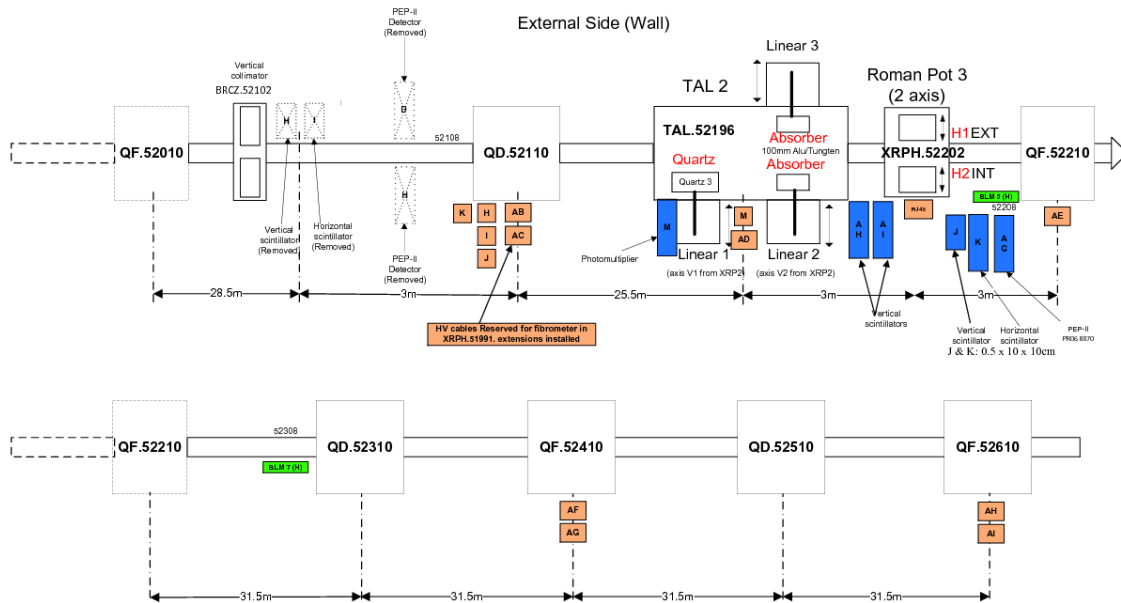 External Side (Wall)
PEP-II
Detector
(Removed)
Vertical
collimator
BRCZ.52102
Linear 3
TAL 2
Roman Pot 3
(2 axis)
H
I
52108
QF.52010
QD.52110
TAL.52196
Absorber
100mm Alu/Tungten
Absorber
Quartz
Quartz 3
XRPH.52202
H1 EXT
H2 INT
QF.52210
BLM 5 (H)
52208
H
K
H
AB
I
AC
J
M
M
AD
A
H
A
I
RJ45
J
K
A
G
AE
Vertical
scintillator
(Removed)
Horizontal
scintillator
(Removed)
PEP-II
Detector
(Removed)
Photomultiplier
Linear 1
(axis V1 from XRP2)
Linear 2
(axis V2 from XRP2)
28.5m
3m
25.5m
3m
3m
HV cables Reserved for fibrometer in
XRPH.51991. extensions installed
Vertical
scintillators
Vertical
scintillator
Horizontal
scintillator
J & K: 0.5 x 10 x 10cm
PEP-II
PR06 8070
QF.52210
52308
BLM 7 (H)
QD.52310
QF.52410
QD.52510
QF.52610
AF
AG
AH
AI
31.5m
31.5m
31.5m
31.5m